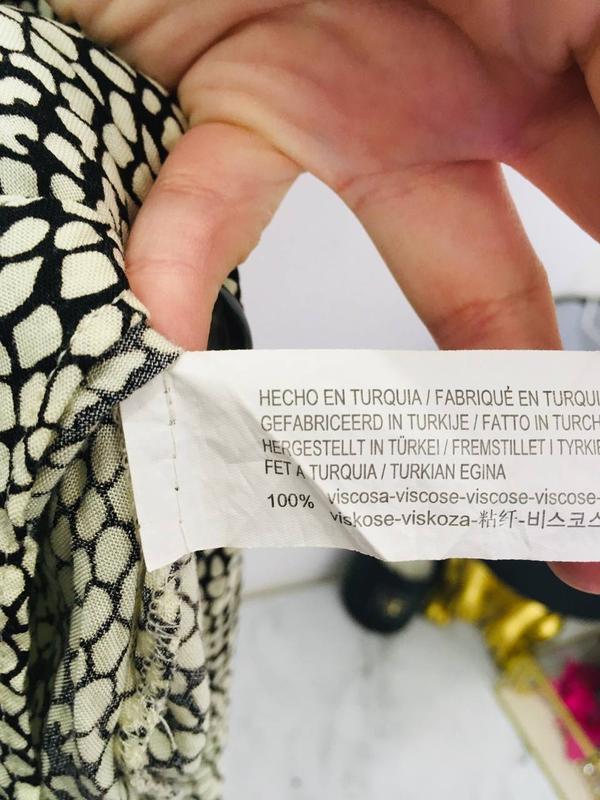 HECHO EN TURQUIA / FABRIQUÉ EN TURQUI
GEFABRICEERD IN TURKIJE / FATTO IN TURCH
HERGESTELLT IN TÜRKEI / FREMSTILLET I TYRKIE
FET A TURQUIA / TURKIAN EGINA
100% viscosa-viscose-viscose-viscose-
viskose-viskoza-粘纤-비스코스